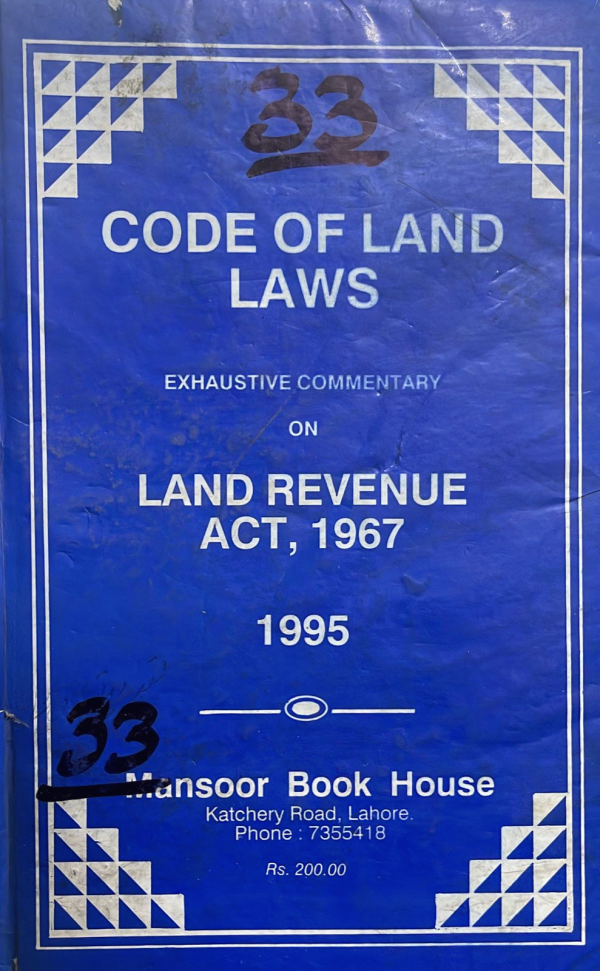 33
CODE OF LAND
LAWS
EXHAUSTIVE COMMENTARY
ON
LAND REVENUE
ACT, 1967
1995
33
Mansoor Book House
Katchery Road, Lahore.
Phone : 7355418
Rs. 200.00